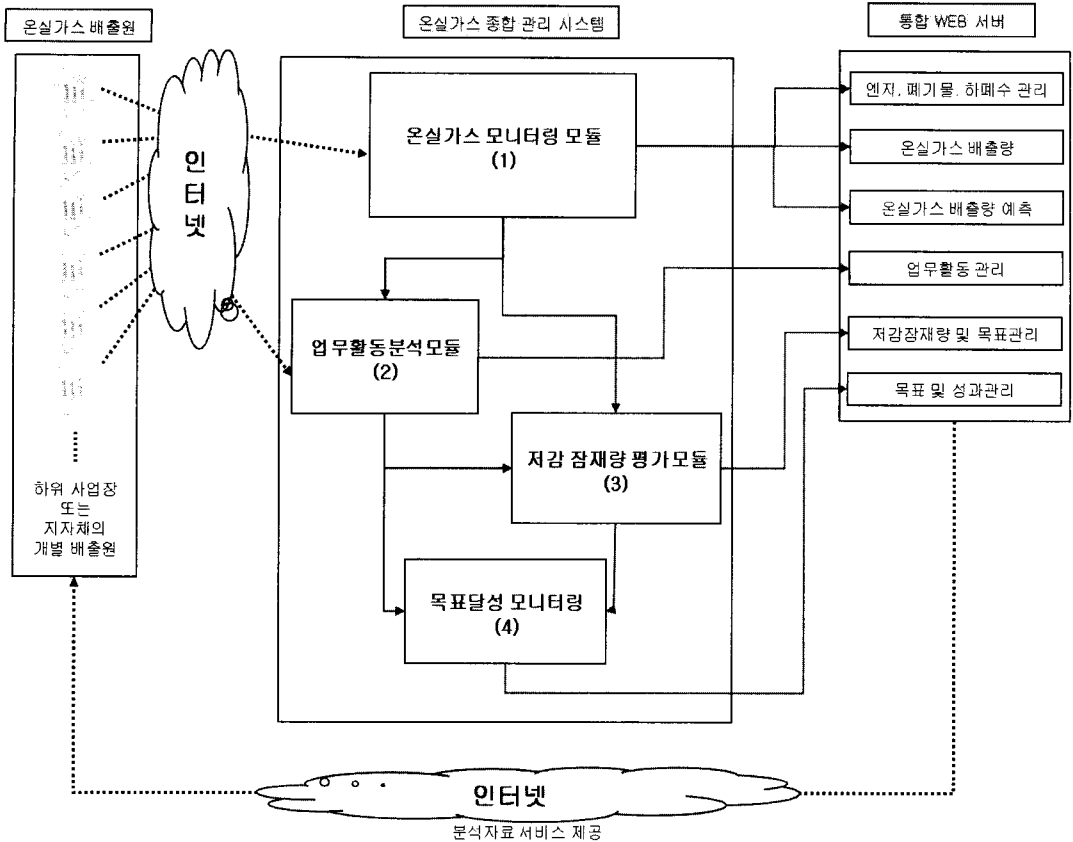 온실가스 배출원
온실가스 종합 관리 시스템
통합 WEB 서버
인
터
넷
하위 사업장
또는
지자체의
개별 배출원
온실가스 모니터링 모듈
(1)
업무활동분석모듈
(2)
저감 잠재량 평가모듈
(3)
목표달성 모니터링
(4)
엔지, 폐기물, 하폐수 관리
온실가스 배출량
온실가스 배출량 예측
업무활동 관리
저감잠재량 및 목표관리
목표 및 성과관리
인터넷
분석자료 서비스 제공